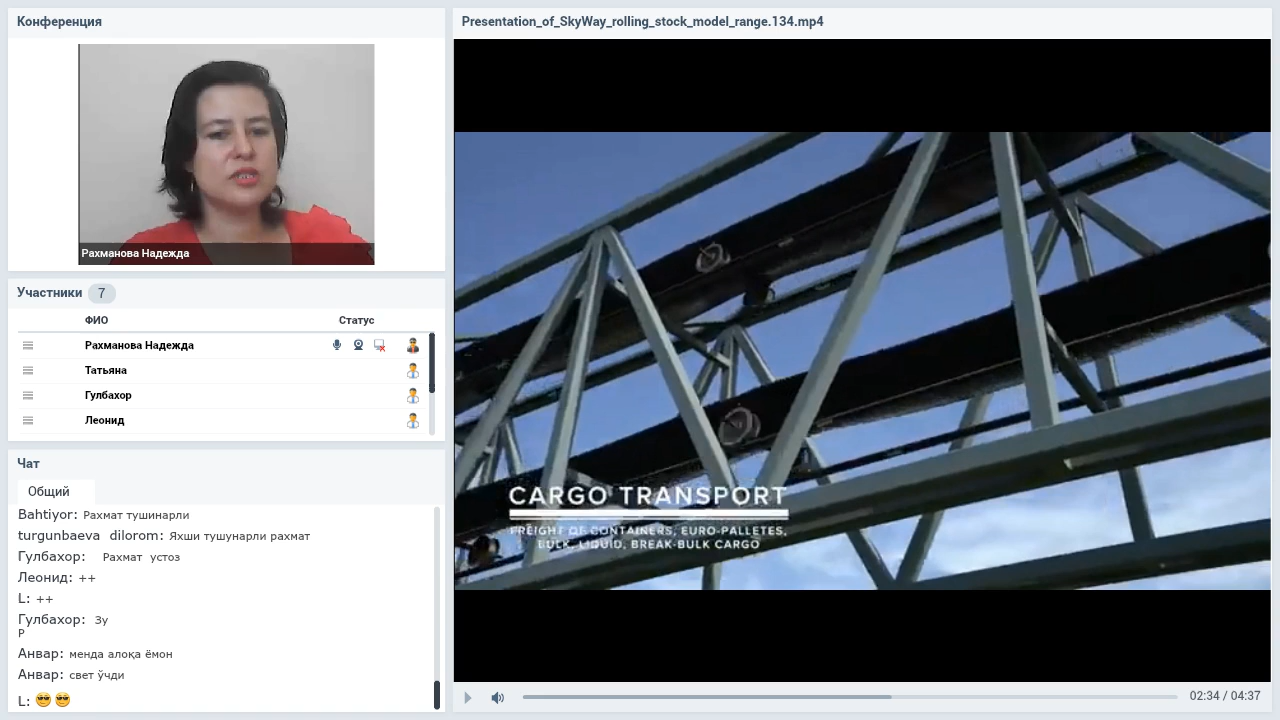 Конференция
Рахманова Надежда
Участники 7
ФИО Статус
Рахманова Надежда
Татьяна
Гулбахор
Леонид
Чат
Общий
Bahtiyor: Рахмат тушинарли
Durgunbaeva dilorom: Яхши тушунарли рахмат
Гулбахор: Рахмат устоз
Леонид: ++
L: ++
Гулбахор: Зу
Р
Анвар: менда алоқа ёмон
Анвар: свет ўчди
L:
Presentation_of_SkyWay_rolling_stock_model_range.134.mp4
CARGO TRANSPORT
FREIGHT OF CONTAINERS, EURO-PALLETES,
BULK, LIQUID, BREAK-BULK CARGO
02:34 / 04:37